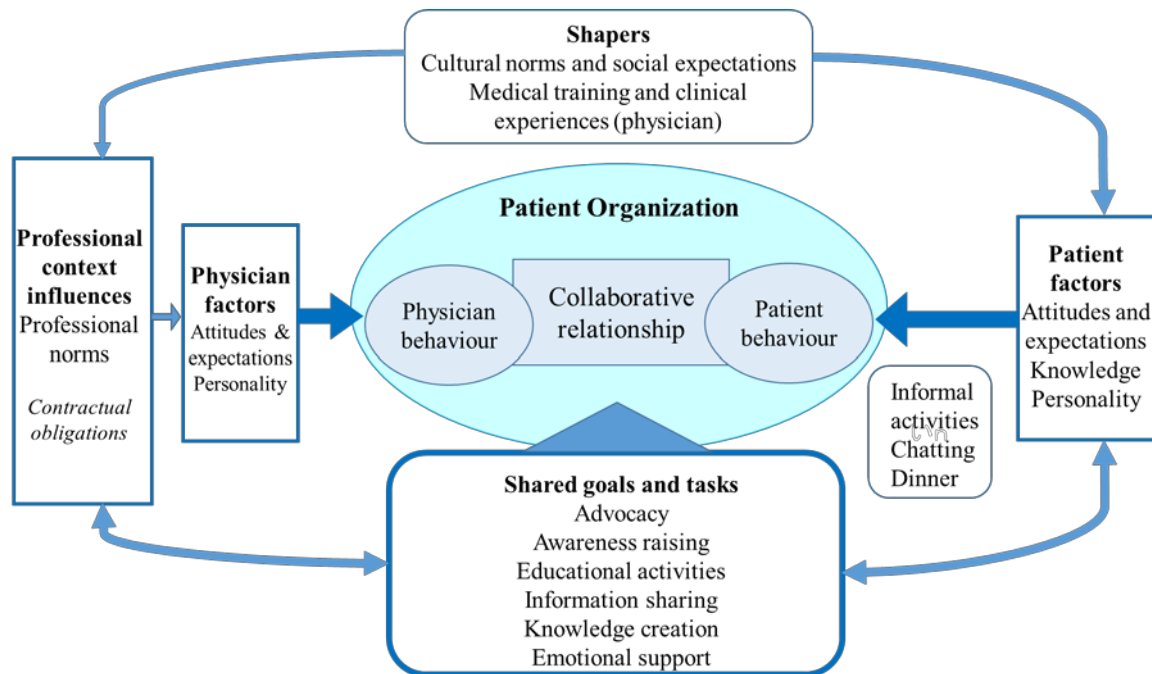 Shapers
Cultural norms and social expectations
Medical training and clinical
experiences (physician)
Patient Organization
Professional
context
influences
Professional
norms
Contractual
obligations
Physician
factors
Attitudes &
expectations
Personality
Physician
behaviour
Collaborative
relationship
Patient
behaviour
Patient
factors
Attitudes and
expectations
Knowledge
Personality
Informal
activities
Chatting
Dinner
Shared goals and tasks
Advocacy
Awareness raising
Educational activities
Information sharing
Knowledge creation
Emotional support